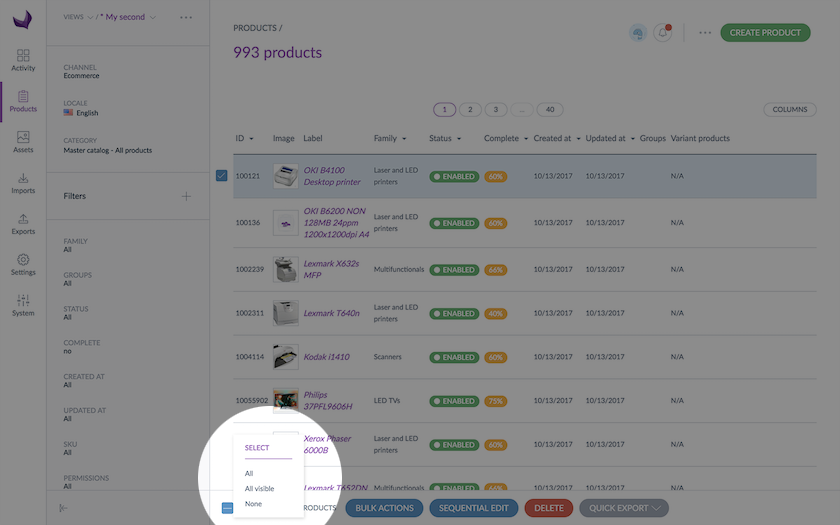 VIEWS / * My second
PRODUCTS /
993 products
CREATE PRODUCT
Activity
Products
Assets
Imports
Exports
Settings
System
CHANNEL
Ecommerce
LOCALE
English
CATEGORY
Master catalog - All products
Filters
FAMILY
All
GROUPS
All
STATUS
All
COMPLETE
no
CREATED AT
All
UPDATED AT
All
SKU
All
PERMISSIONS
All
1 2 3 ... 40
COLUMNS
ID Image Label Family Status Complete Created at Updated at Groups Variant products
100121 OKI B4100 Desktop printer Laser and LED printers ENABLED 60% 10/13/2017 10/13/2017 N/A
100136 OKI B6200 NON 128MB 24ppm 1200x1200dpi A4 Laser and LED printers ENABLED 60% 10/13/2017 10/13/2017 N/A
1002239 Lexmark X632s MFP Multifunctionals ENABLED 66% 10/13/2017 10/13/2017 N/A
1002311 Lexmark T640n Laser and LED printers ENABLED 40% 10/13/2017 10/13/2017 N/A
1004114 Kodak i1410 Scanners ENABLED 60% 10/13/2017 10/13/2017 N/A
10055902 Philips 37PFL9606H LED TVs ENABLED 75% 10/13/2017 10/13/2017 N/A
Xerox Phaser 6000B Laser and LED printers ENABLED 60% 10/13/2017 10/13/2017 N/A
Lexmark T652DN Multifunctionals ENABLED 10/13/2017 10/13/2017 N/A
SELECT
All
All visible
None
PRODUCTS
BULK ACTIONS
SEQUENTIAL EDIT
DELETE
QUICK EXPORT